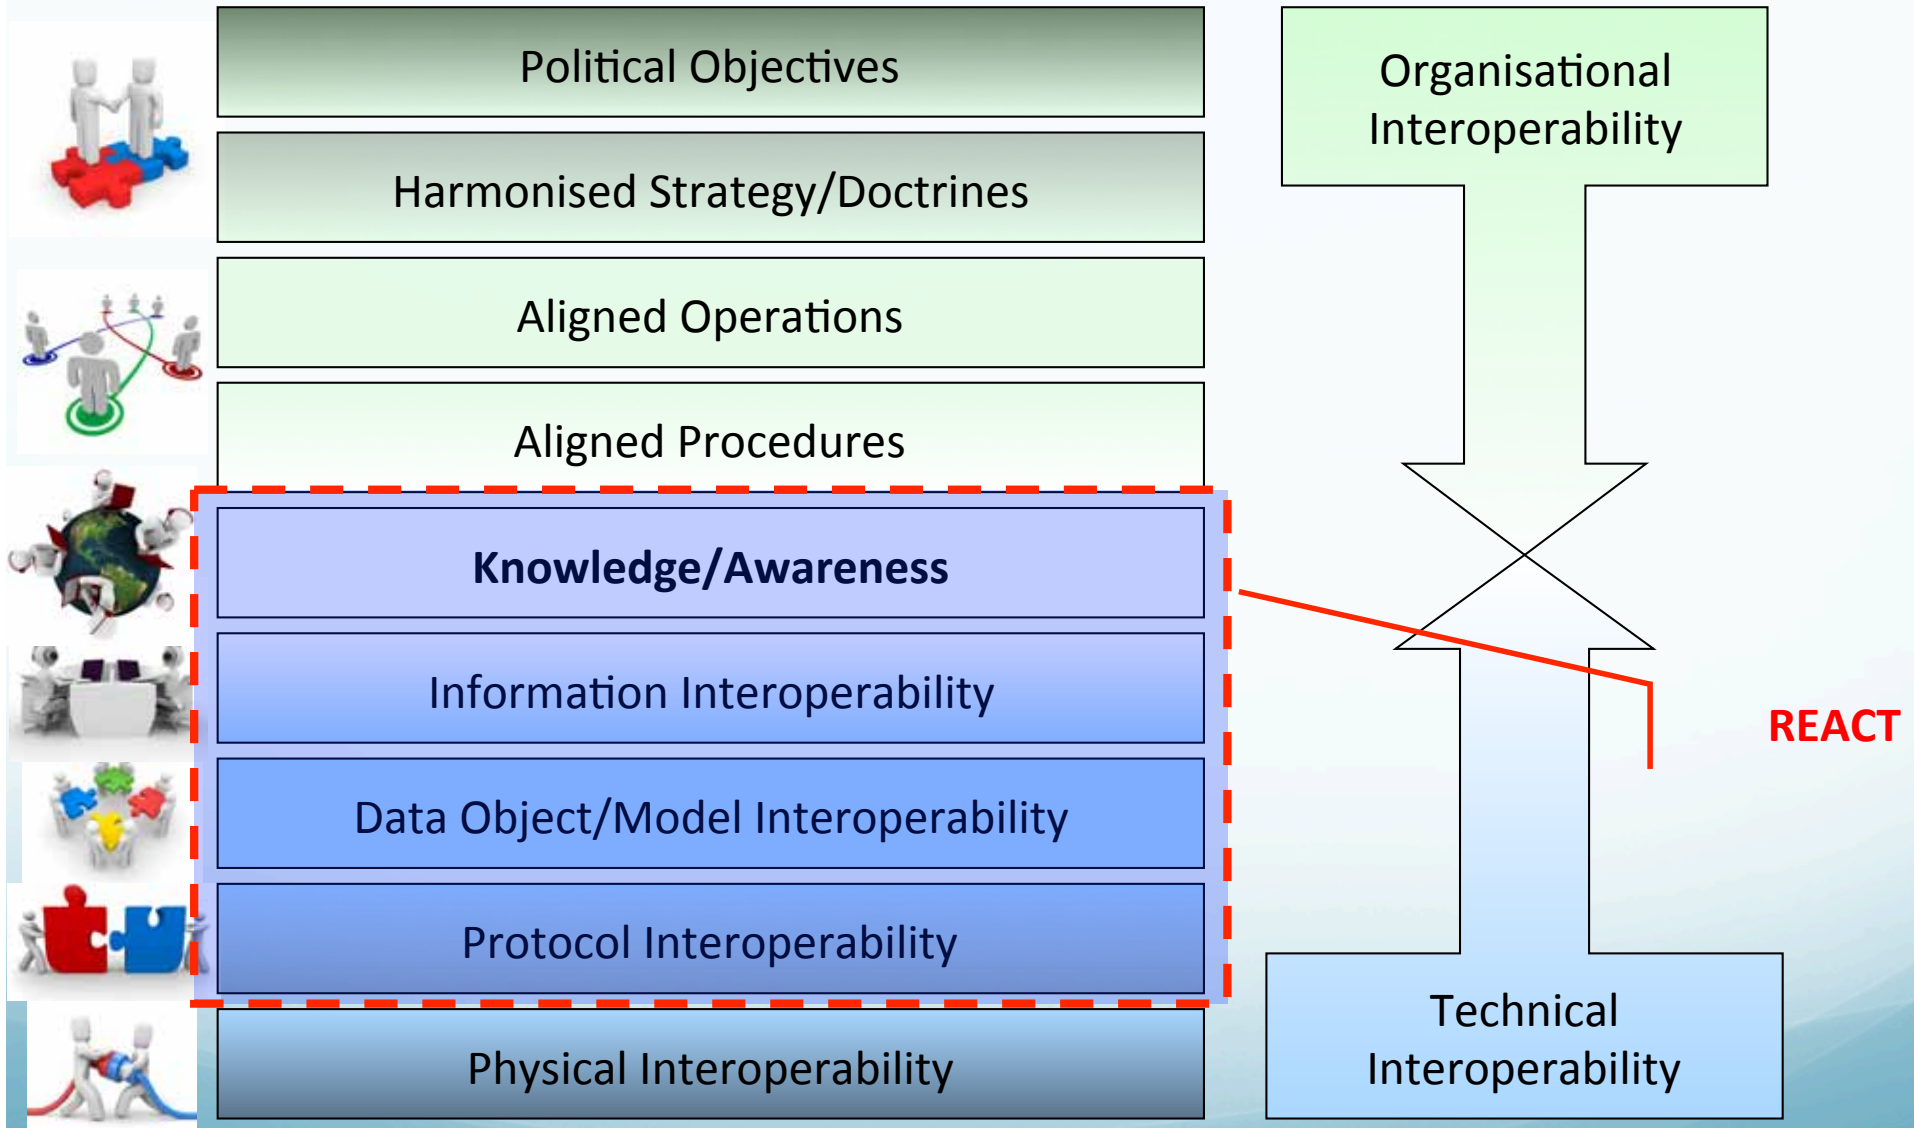 Political Objectives
Harmonised Strategy/Doctrines
Aligned Operations
Aligned Procedures
Knowledge/Awareness
Information Interoperability
Data Object/Model Interoperability
Protocol Interoperability
Physical Interoperability
Organisational
Interoperability
REACT
Technical
Interoperability